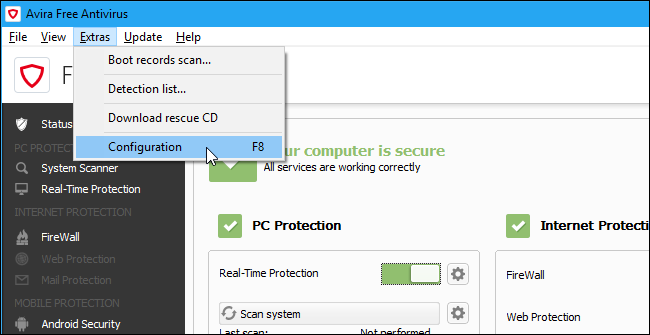 Avira Free Antivirus
File View Extras Update Help
F
Boot records scan...
Detection list...
Download rescue CD
Configuration F8
Status
PC PROTECTION
System Scanner
Real-Time Protection
INTERNET PROTECTION
FireWall
Web Protection
Mail Protection
MOBILE PROTECTION
Android Security
ur computer is secure
All services are working correctly
PC Protection
Real-Time Protection
Scan system
Last scan: Not performed
Internet Protecti
FireWall
Web Protection